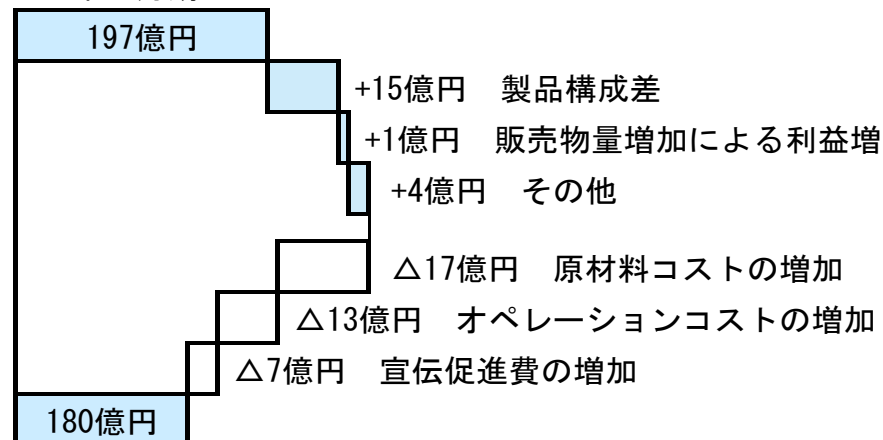 197億円
+15億円　製品構成差
+1億円　販売物量増加による利益増
+4億円　その他
△17億円　原材料コストの増加
△13億円　オペレーションコストの増加
△7億円　宣伝促進費の増加
180億円